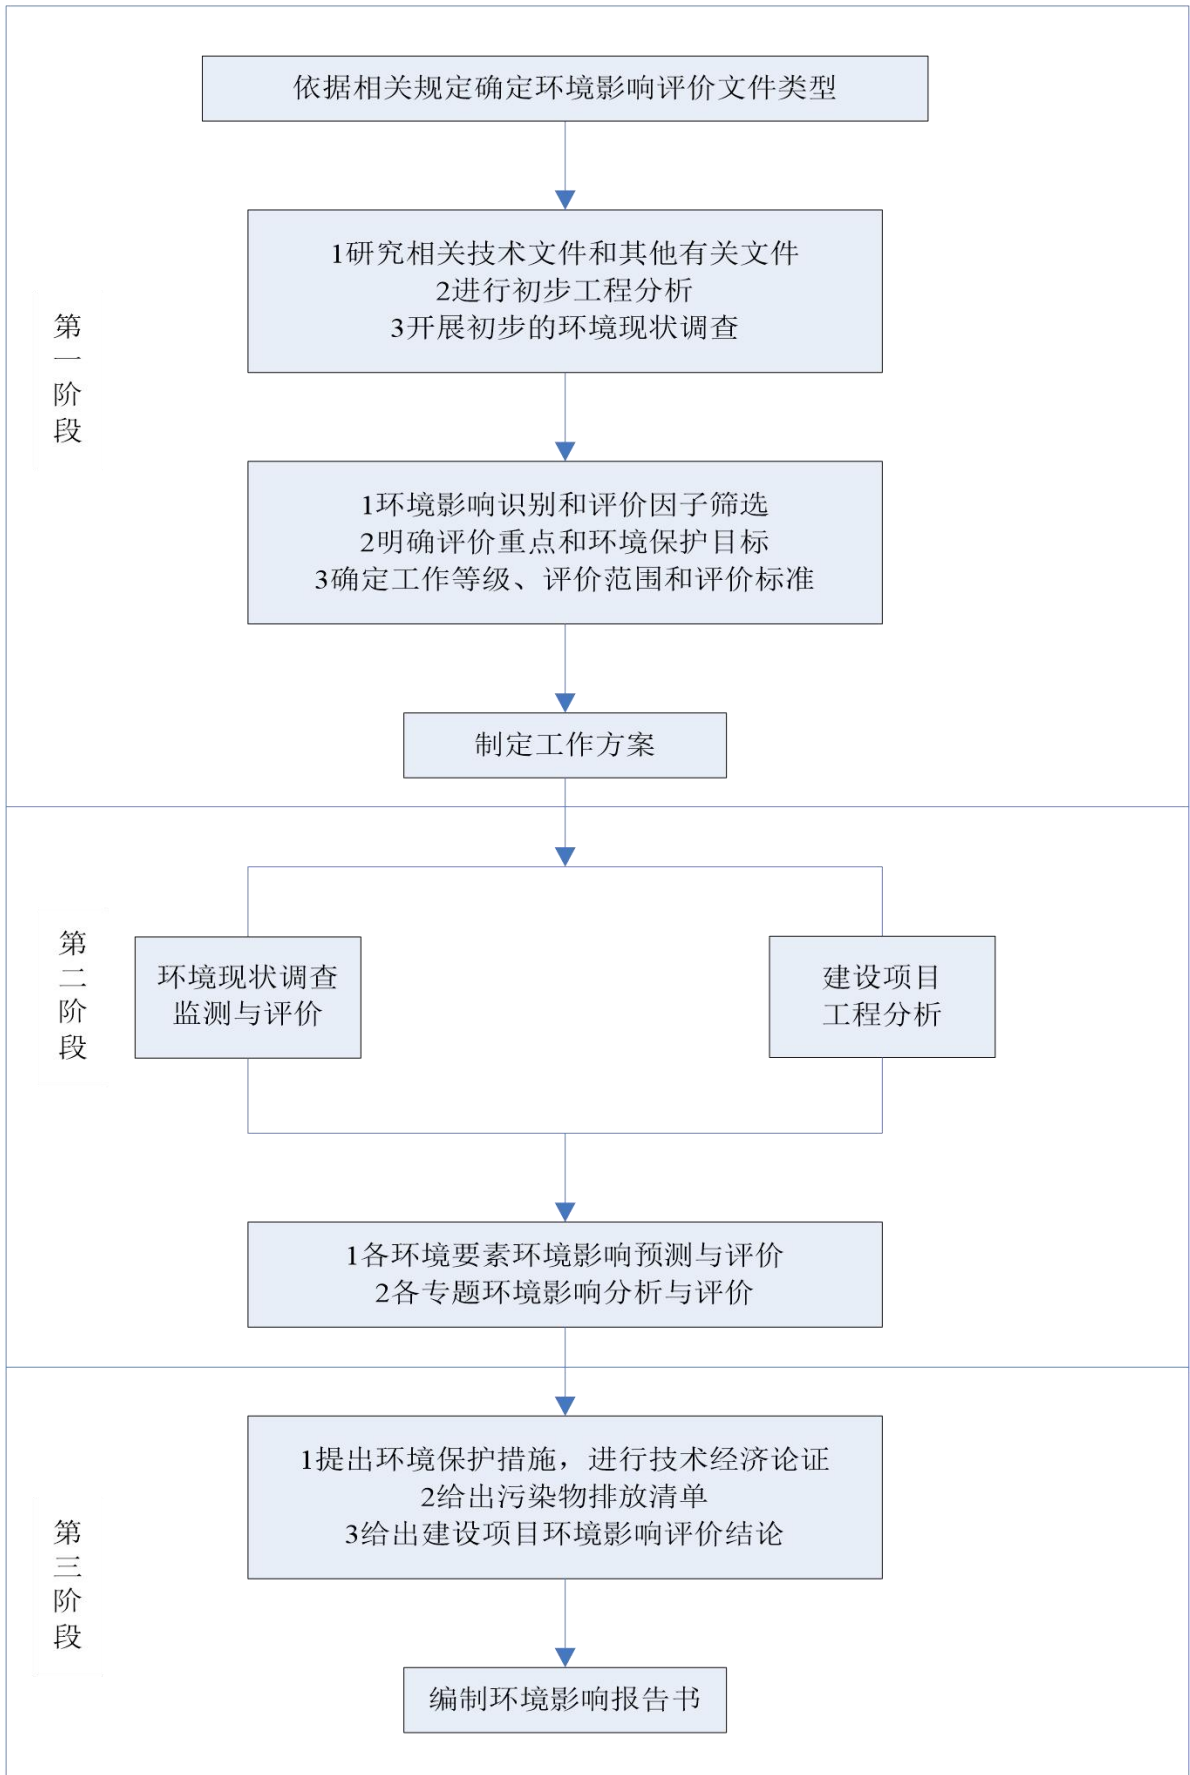 依据相关规定确定环境影响评价文件类型
1研究相关技术文件和其他有关文件
2进行初步工程分析
3开展初步的环境现状调查
第
一
阶
段
1环境影响识别和评价因子筛选
2明确评价重点和环境保护目标
3确定工作等级、评价范围和评价标准
制定工作方案
第
二
阶
段
环境现状调查
监测与评价
建设项目
工程分析
1各环境要素环境影响预测与评价
2各专题环境影响分析与评价
1提出环境保护措施，进行技术经济论证
2给出污染物排放清单
3给出建设项目环境影响评价结论
第
三
阶
段
编制环境影响报告书